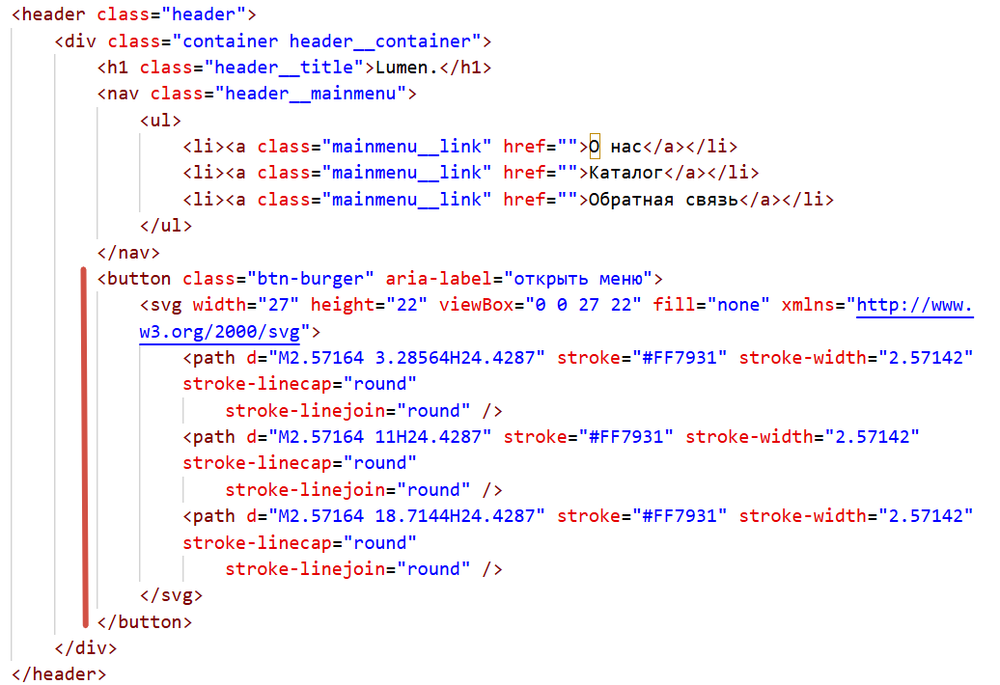 <header class="header">
<div class="container header__container">
<h1 class="header__title">Lumen.</h1>
<nav class="header__mainmenu">
<ul>
<li><a class="mainmenu__link" href="">О нас</a></li>
<li><a class="mainmenu__link" href="">Каталог</a></li>
<li><a class="mainmenu__link" href="">Обратная связь</a></li>
</ul>
</nav>
<button class="btn-burger" aria-label="открыть меню">
<svg width="27" height="22" viewBox="0 0 27 22" fill="none" xmlns="http://www.
w3.org/2000/svg">
<path d="M2.57164 3.28564H24.4287" stroke="#FF7931" stroke-width="2.57142"
stroke-linecap="round"
stroke-linejoin="round" />
<path d="M2.57164 11H24.4287" stroke="#FF7931" stroke-width="2.57142"
stroke-linecap="round"
stroke-linejoin="round" />
<path d="M2.57164 18.7144H24.4287" stroke="#FF7931" stroke-width="2.57142"
stroke-linecap="round"
stroke-linejoin="round" />
</svg>
</button>
</div>
</header>